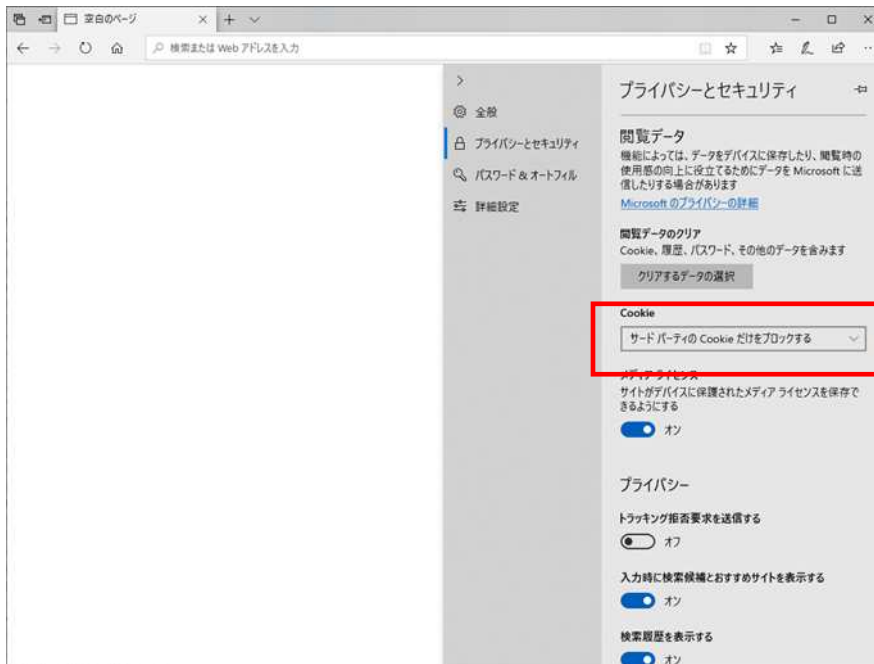 空白のページ
検索または Web アドレスを入力
全般
プライバシーとセキュリティ
パスワード & オートフィル
詳細設定
プライバシーとセキュリティ
閲覧データ
機能によっては、データをデバイスに保存したり、閲覧時の
使用感の向上に役立てるためにデータを Microsoft に送
信したりする場合があります
Microsoft のプライバシーの詳細
閲覧データのクリア
Cookie、履歴、パスワード、その他のデータを含みます
クリアするデータの選択
Cookie
サード パーティの Cookie だけをブロックする
メディア ライセンス
サイトがデバイスに保護されたメディア ライセンスを保存で
きるようにする
オン
プライバシー
トラッキング拒否要求を送信する
オフ
入力時に検索候補とおすすめサイトを表示する
オン
検索履歴を表示する
オン